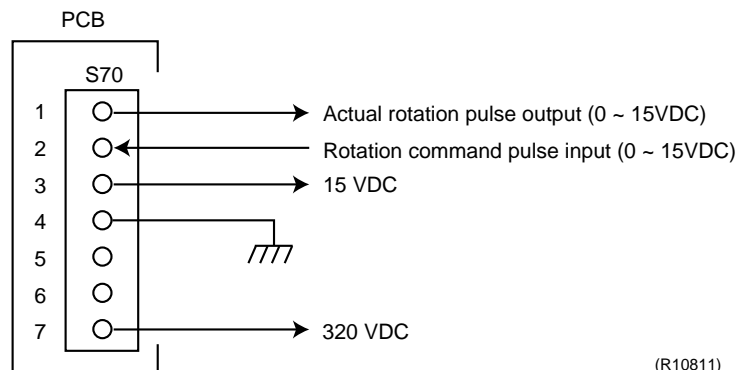 PCB
S70
1 Actual rotation pulse output (0 ~ 15VDC)
2 Rotation command pulse input (0 ~ 15VDC)
3 15 VDC
4
5
6
7 320 VDC
(R10811)